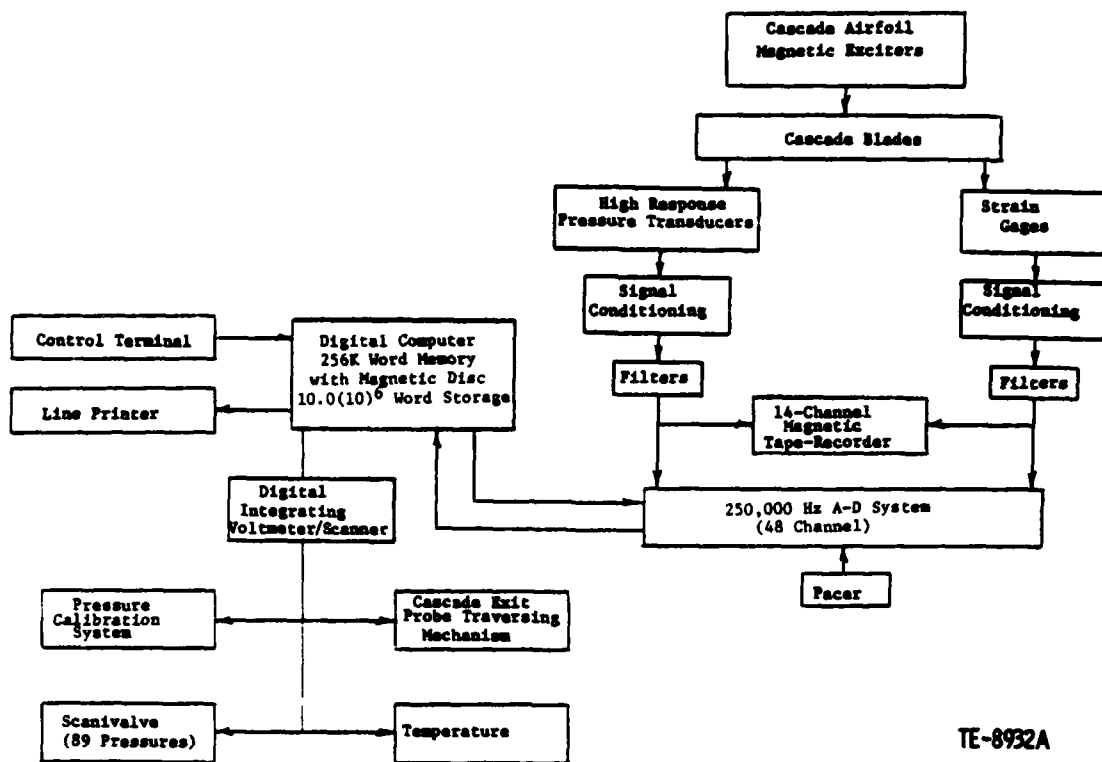 Cascade Airfoil
Magnetic Exciters
Cascade Blades
High Response
Pressure Transducers
Strain
Gages
Signal
Conditioning
Signal
Conditioning
Filters
Filters
14-Channel
Magnetic
Tape-Recorder
250,000 Hz A-D System
(48 Channel)
Pacer
Control Terminal
Line Printer
Digital Computer
256K Word Memory
with Magnetic Disc
10.0(10)⁶ Word Storage
Digital
Integrating
Voltmeter/Scanner
Pressure
Calibration
System
Cascade Exit
Probe Traversing
Mechanism
Scanivalve
(89 Pressures)
Temperature
TE-8932A